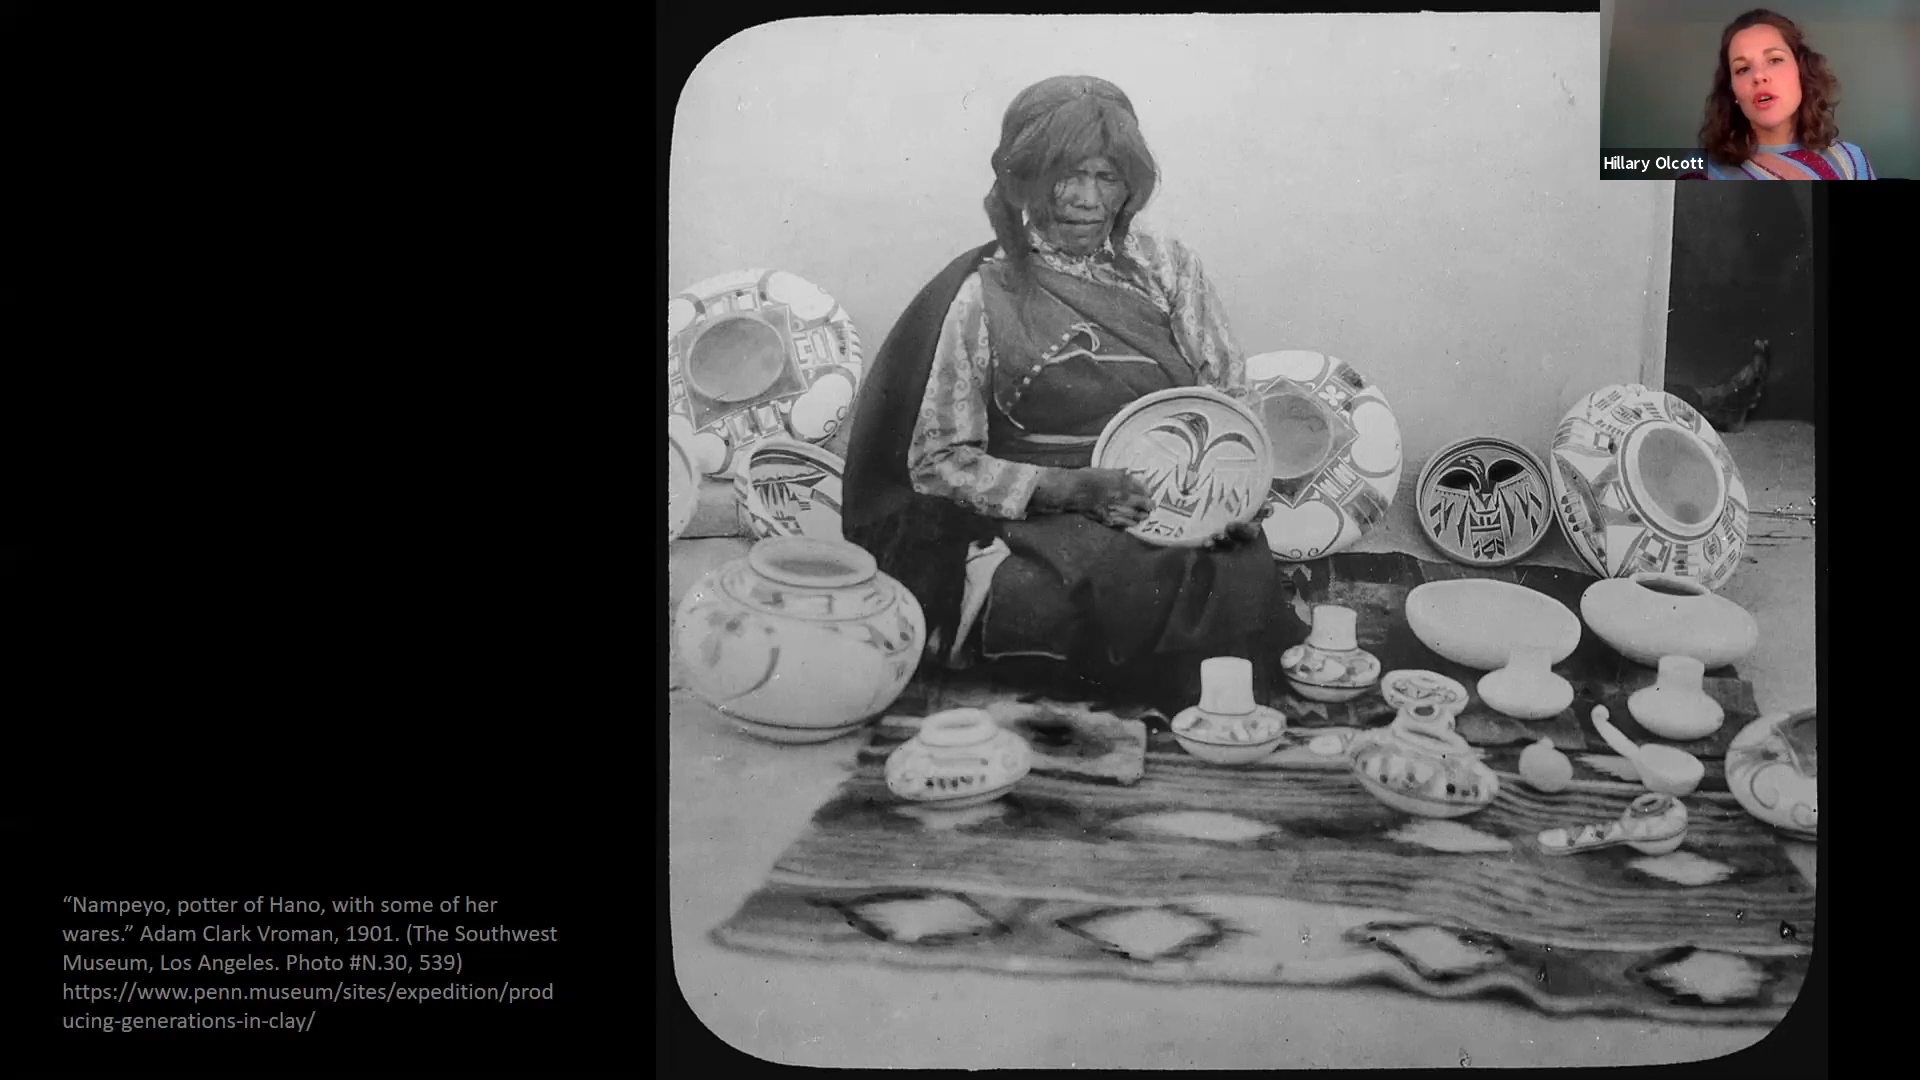 Hillary Olcott
“Nampeyo, potter of Hano, with some of her
wares.” Adam Clark Vroman, 1901. (The Southwest
Museum, Los Angeles. Photo #N.30, 539)
https://www.penn.museum/sites/expedition/prod
ucing-generations-in-clay/